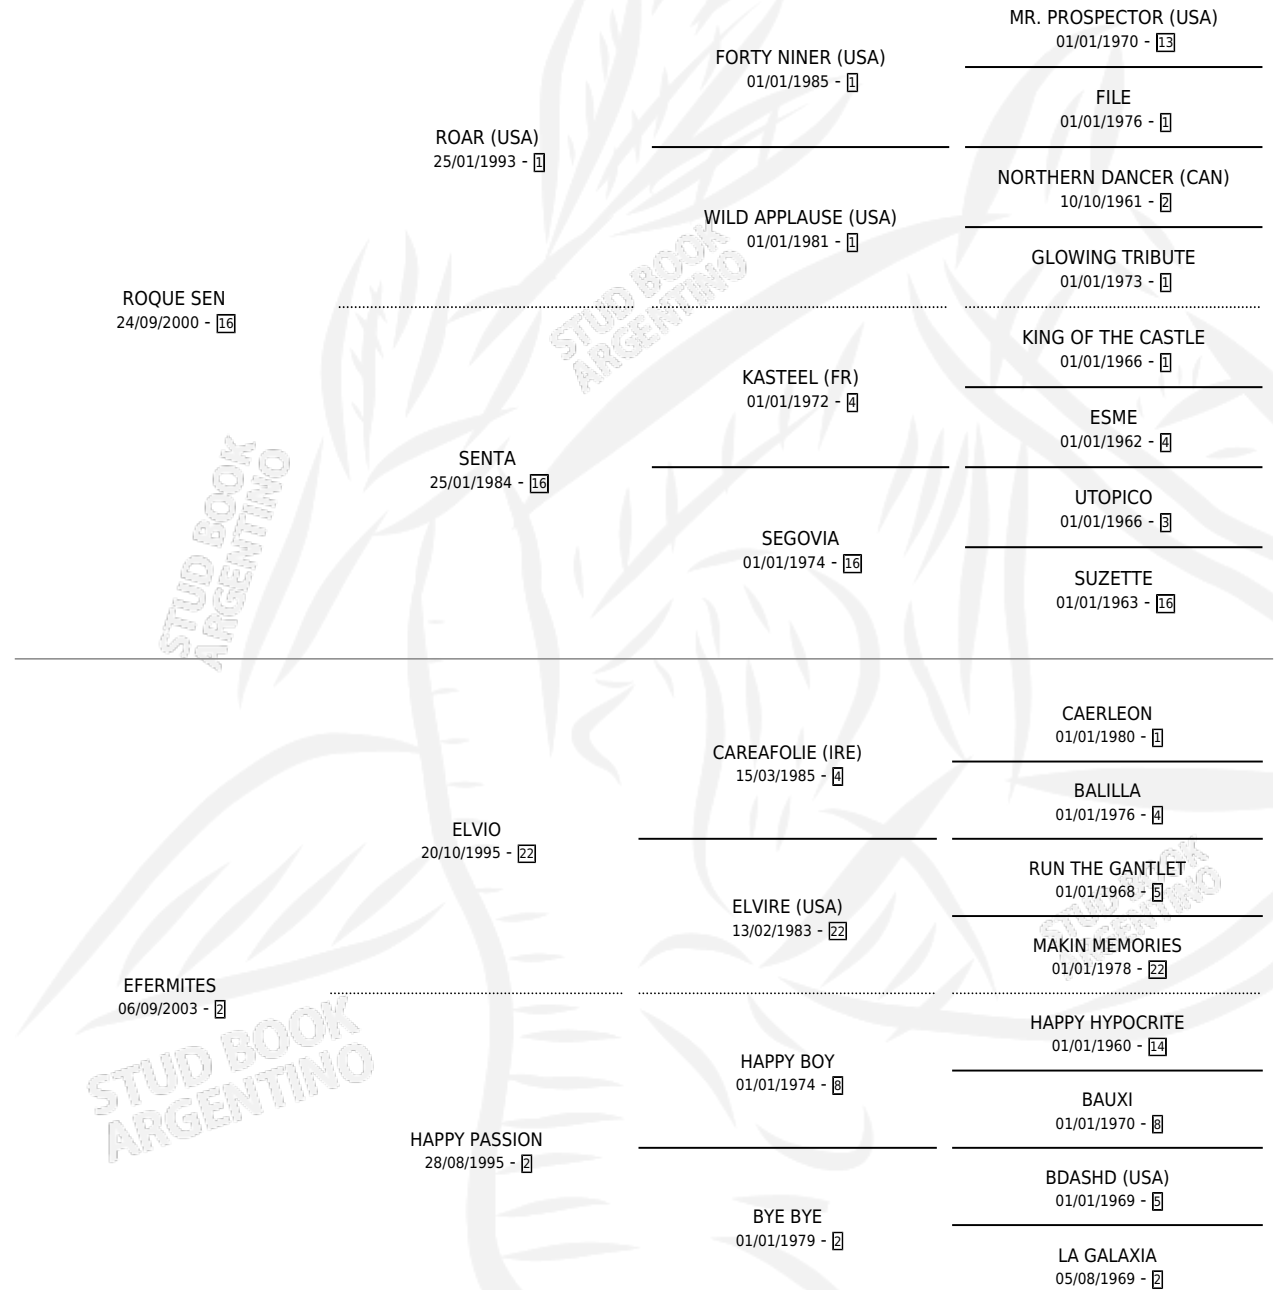 MR. PROSPECTOR (USA)
01/01/1970 - 13
FORTY NINER (USA)
01/01/1985 - 1
FILE
01/01/1976 - 1
ROAR (USA)
25/01/1993 - 1
NORTHERN DANCER (CAN)
10/10/1961 - 2
WILD APPLAUSE (USA)
01/01/1981 - 1
GLOWING TRIBUTE
01/01/1973 - 1
ROQUE SEN
24/09/2000 - 16
KING OF THE CASTLE
01/01/1966 - 1
KASTEEL (FR)
01/01/1972 - 4
ESME
01/01/1962 - 4
SENTA
25/01/1984 - 16
UTOPICO
01/01/1966 - 3
SEGOVIA
01/01/1974 - 16
SUZETTE
01/01/1963 - 16
CAERLEON
01/01/1980 - 1
CAREAFOLIE (IRE)
15/03/1985 - 4
BALILLA
01/01/1976 - 4
ELVIO
20/10/1995 - 22
RUN THE GANTLET
01/01/1968 - 5
ELVIRE (USA)
13/02/1983 - 22
MAKIN MEMORIES
01/01/1978 - 22
EFERMITES
06/09/2003 - 2
HAPPY HYPOCRITE
01/01/1960 - 14
HAPPY BOY
01/01/1974 - 8
BAUXI
01/01/1970 - 8
HAPPY PASSION
28/08/1995 - 2
BDASHD (USA)
01/01/1969 - 5
BYE BYE
01/01/1979 - 2
LA GALAXIA
05/08/1969 - 2
STUD BOOK
ARGENTINO
STUD BOOK
ARGENTINO
STUD BOOK
ARGENTINO
STUD BOOK
ARGENTINO